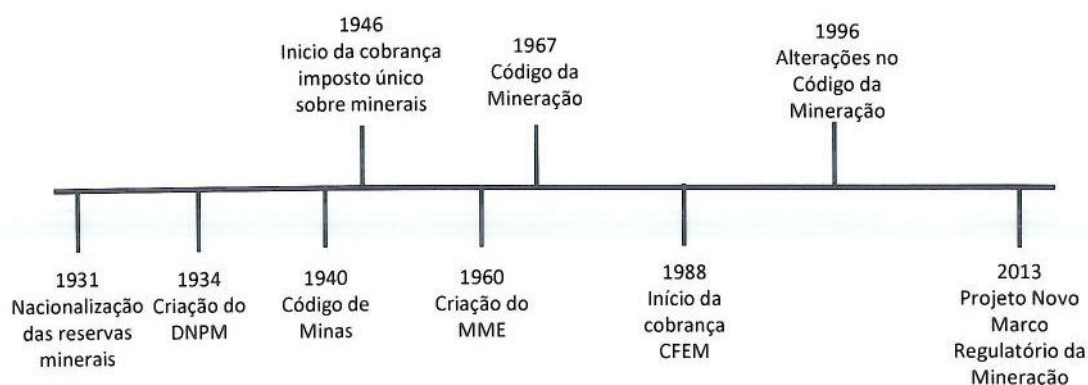 1946
Inicio da cobrança
imposto único
sobre minerais
1967
Código da
Mineração
1996
Alterações no
Código da
Mineração
1931
Nacionalização
das reservas
minerais
1934
Criação do
DNPM
1940
Código de
Minas
1960
Criação do
MME
1988
Início da
cobrança
CFEM
2013
Projeto Novo
Marco
Regulatório da
Mineração